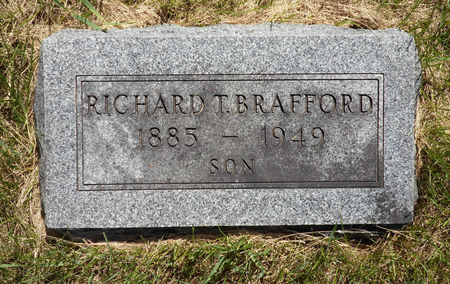 RICHARD T. BRAFFORD
1885 – 1949
SON